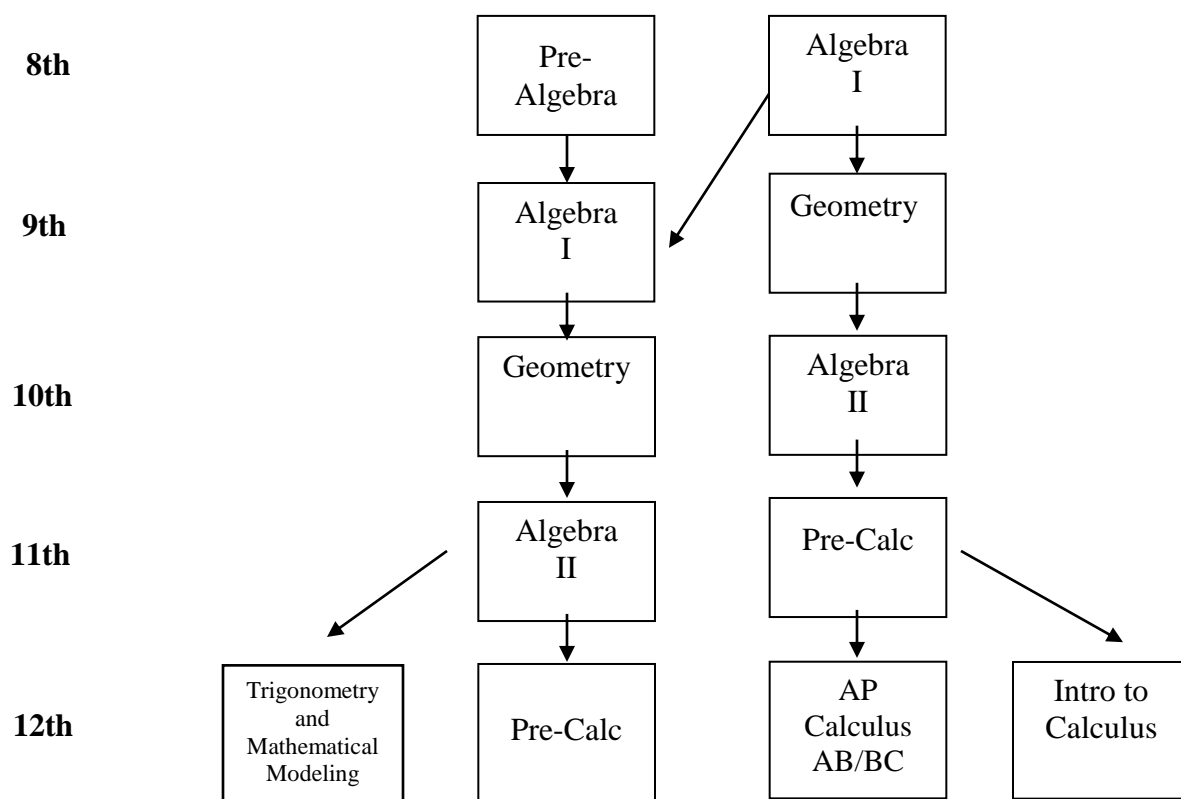 8th
Pre-
Algebra
Algebra
I
9th
Algebra
I
Geometry
10th
Geometry
Algebra
II
11th
Algebra
II
Pre-Calc
12th
Trigonometry
and
Mathematical
Modeling
Pre-Calc
AP
Calculus
AB/BC
Intro to
Calculus